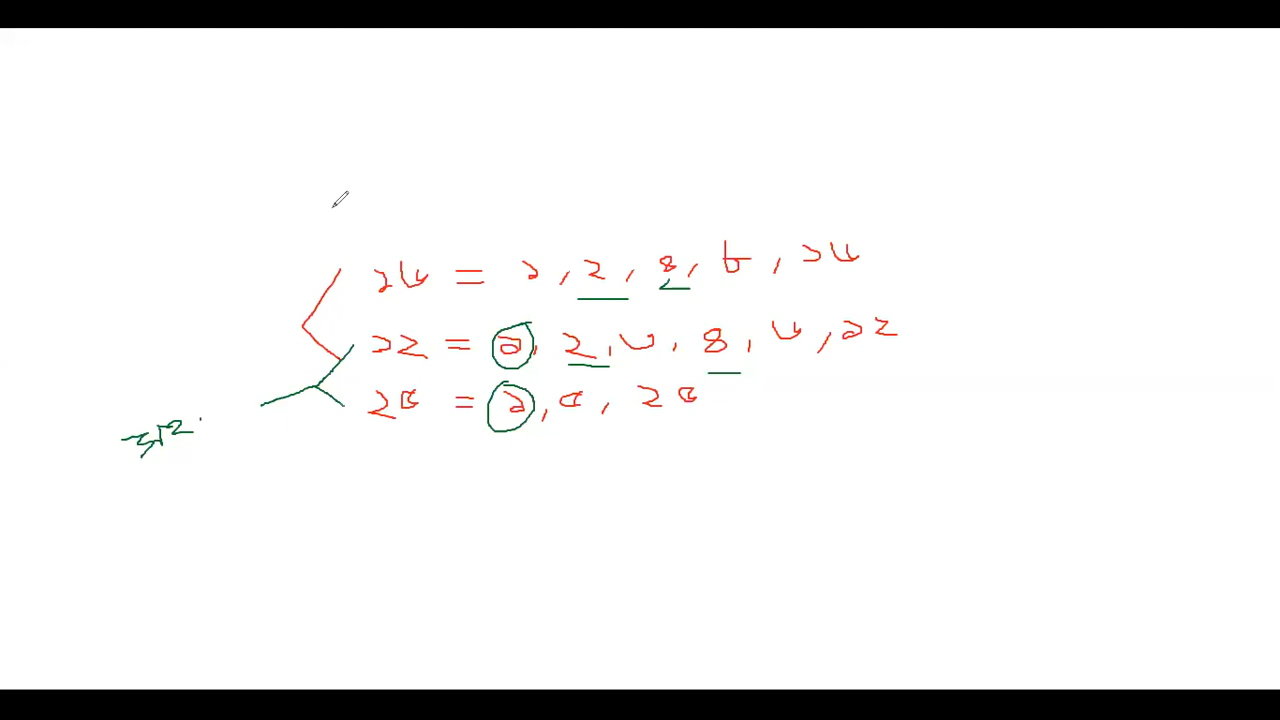 ১৬ = ১, ২, ৪, ৮, ১৬
১২ = ১, ২, ৩, ৪, ৬, ১২
২৫ = ১, ৫, ২৫